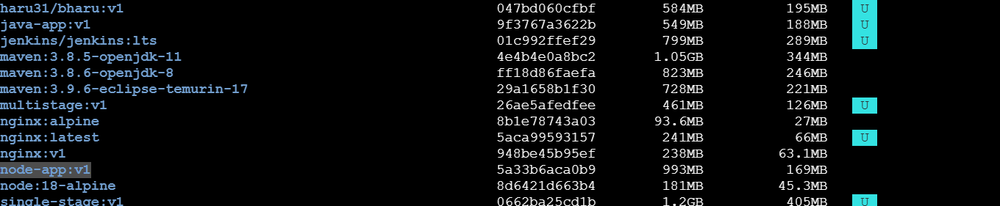 haru31/bharu:v1 047bd060cfbf 584MB 195MB U
java-app:v1 9f3767a3622b 549MB 188MB U
jenkins/jenkins:lts 01c992ffef29 799MB 289MB U
maven:3.8.5-openjdk-11 4e4b4e0a8bc2 1.05GB 344MB
maven:3.8.6-openjdk-8 ff18d86faefa 823MB 246MB
maven:3.9.6-eclipse-temurin-17 29a1658b1f30 728MB 221MB
multistage:v1 26ae5afedfee 461MB 126MB U
nginx:alpine 8b1e78743a03 93.6MB 27MB
nginx:latest 5aca99593157 241MB 66MB U
nginx:v1 948be45b95ef 238MB 63.1MB
node-app:v1 5a33b6aca0b9 993MB 169MB
node:18-alpine 8d6421d663b4 181MB 45.3MB
single-stage:v1 0662ba25cd1b 1.2GB 405MB U